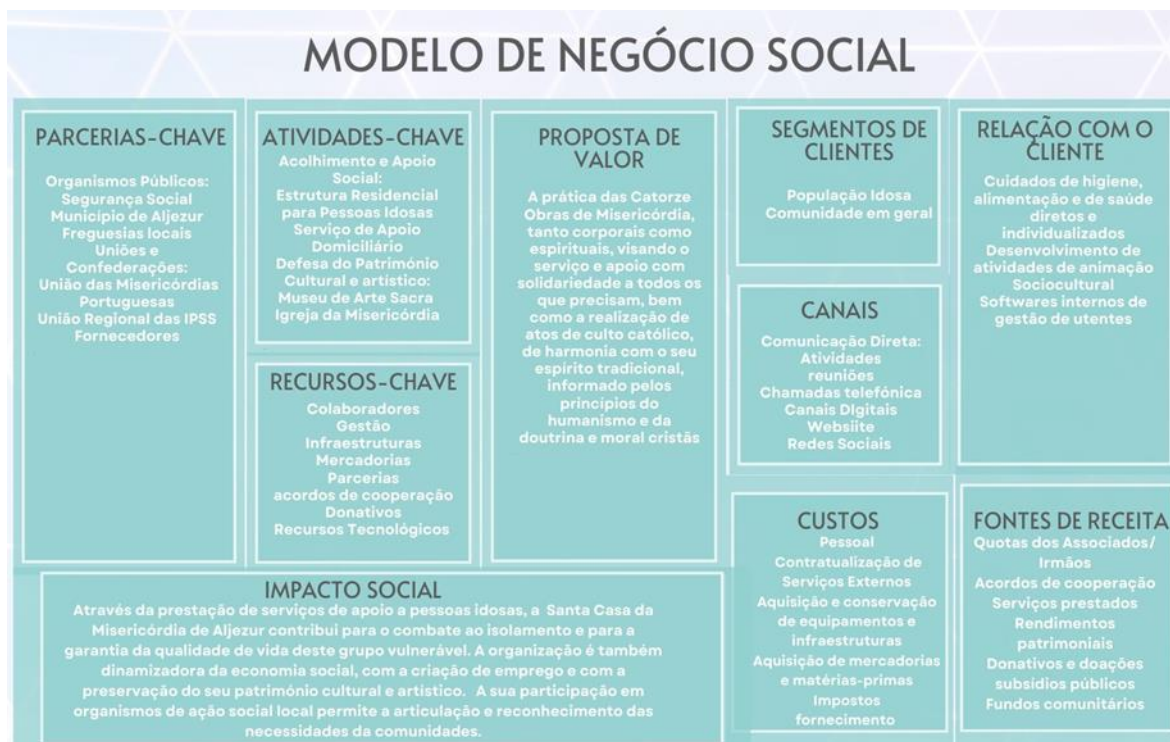 MODELO DE NEGÓCIO SOCIAL
PARCERIAS-CHAVE
Organismos Públicos:
Segurança Social
Município de Aljezur
Freguesias locais
Uniões e
Confederações:
União das Misericórdias
Portuguesas
União Regional das IPSS
Fornecedores
ATIVIDADES-CHAVE
Acolhimento e Apoio
Social:
Estrutura Residencial
para Pessoas Idosas
Serviço de Apoio
Domiciliário
Defesa do Património
Cultural e artístico:
Museu de Arte Sacra
Igreja da Misericórdia
RECURSOS-CHAVE
Colaboradores
Gestão
Infraestruturas
Mercadorias
Parcerias
acordos de cooperação
Donativos
Recursos Tecnológicos
PROPOSTA DE
VALOR
A prática das Catorze
Obras de Misericórdia,
tanto corporais como
espirituais, visando o
serviço e apoio com
solidariedade a todos os
que precisam, bem
como a realização de
atos de culto católico,
de harmonia com o seu
espírito tradicional,
informado pelos
princípios do
humanismo e da
doutrina e moral cristãs
SEGMENTOS DE
CLIENTES
População Idosa
Comunidade em geral
CANAIS
Comunicação Direta:
Atividades
reuniões
Chamadas telefónica
Canais DIgitais
Websiite
Redes Sociais
RELAÇÃO COM O
CLIENTE
Cuidados de higiene,
alimentação e de saúde
diretos e
individualizados
Desenvolvimento de
atividades de animação
Sociocultural
Softwares internos de
gestão de utentes
IMPACTO SOCIAL
Através da prestação de serviços de apoio a pessoas idosas, a Santa Casa da
Misericórdia de Aljezur contribui para o combate ao isolamento e para a
garantia da qualidade de vida deste grupo vulnerável. A organização é também
dinamizadora da economia social, com a criação de emprego e com a
preservação do seu património cultural e artistico. A sua participação em
organismos de ação social local permite a articulação e reconhecimento das
necessidades da comunidades.
CUSTOS
Pessoal
Contratualização de
Serviços Externos
Aquisição e conservação
de equipamentos e
infraestruturas
Aquisição de mercadorias
e matérias-primas
Impostos
fornecimento
FONTES DE RECEITA
Quotas dos Associados/
Irmãos
Acordos de cooperação
Serviços prestados
Rendimentos
patrimoniais
Donativos e doações
subsídios públicos
Fundos comunitários